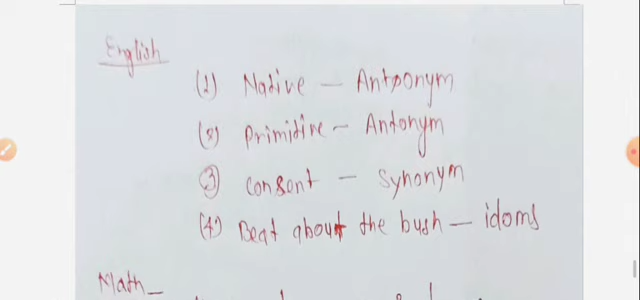 English
(1) Native - Antoonym
(2) Primitive - Antonym
(3) Consent - Synonym
(4) Beat about the bush - idoms
Math -